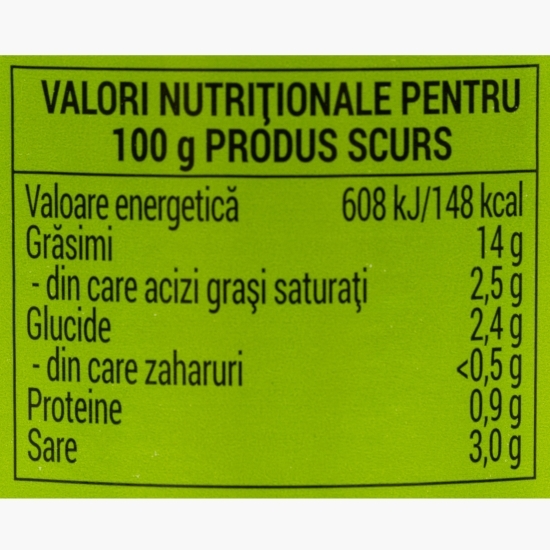 VALORI NUTRIŢIONALE PENTRU
100 g PRODUS SCURS
Valoare energetică 608 kJ/148 kcal
Grăsimi 14 g
- din care acizi graşi saturaţi 2,5 g
Glucide 2,4 g
- din care zaharuri <0,5 g
Proteine 0,9 g
Sare 3,0 g